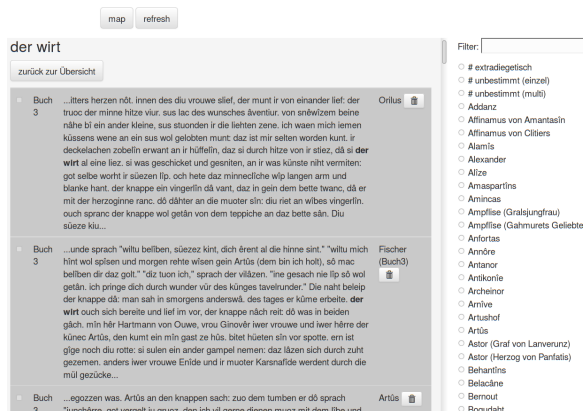 map refresh
der wirt
zurück zur Übersicht
Buch 3
...itters herzen nôt. innen des diu vrouwe slief, der munt ir von einander lief: der
truoc der minne hitze viur. sus lac des wunsches âventiur. von snêwîzem beine
nâhe bî ein ander kleine, sus stuonden ir die liehten zene. ich waen mich iemen
küssens wene an ein sus wol gelobten munt: daz ist mir selten worden kunt. ir
deckelachen zobelîn erwant an ir hüffelîn, daz si durch hitze von ir stiez, dâ si der
wirt al eine liez. si was geschicket und gesniten, an ir was künste niht vermiten:
got selbe worht ir süezen lîp. och hete daz minneclîche wîp langen arm und
blanke hant. der knappe ein vingerlîn dâ vant, daz in gein dem bette twanc, dâ er
mit der herzoginne ranc. dô dâhter an die muoter sîn: diu riet an wîbes vingerlîn.
ouch spranc der knappe wol getân von dem teppiche an daz bette sân. Diu
süeze kiu...
Orilus
Buch 3
...unde sprach "wiltu belîben, süezez kint, dich êrent al die hinne sint." "wiltu mich
hînt wol spîsen und morgen rehte wîsen gein Artûs (dem bin ich holt), sô mac
belîben dir daz golt." "diz tuon ich," sprach der vilâzen. "ine gesach nie lîp sô wol
getân. ich pringe dich durch wunder vür des künges tavelrunder." Die naht beleip
der knappe dâ: man sah in smorgens anderswâ. des tages er kûme erbeite. der
wirt ouch sich bereite und lief im vor, der knappe nâch reit: dô was in beiden
gâch. mîn hêr Hartmann von Ouwe, vrou Ginovêr iwer vrouwe und iwer hêrre der
künec Artûs, den kumt ein mîn gast ze hûs. bitet hüeten sîn vor spotte. ern ist
gîge noch diu rotte: si sulen ein ander gampel nemen: daz lâzen sich durch zuht
gezemen. anders iwer vrouwe Enîde und ir muoter Karsnafîde werdent durch die
mül gezücke...
Fischer
(Buch3)
Buch 3
...egozzen was. Artûs an den knappen sach: zuo dem tumben er dô sprach
Artûs
Filter:
# extradiegetisch
# unbestimmt (einzel)
# unbestimmt (multi)
Addanz
Affinamus von Amantasîn
Affinamus von Clitiers
Alamîs
Alexander
Alîze
Amaspartîns
Amincas
Ampflise (Gralsjungfrau)
Ampflîse (Gahmurets Geliebte
Anfortas
Annôre
Antanor
Antikonîe
Archeinor
Arnîve
Artushof
Artûs
Astor (Graf von Lanverunz)
Astor (Herzog von Panfatis)
Behantîns
Belacâne
Bernout